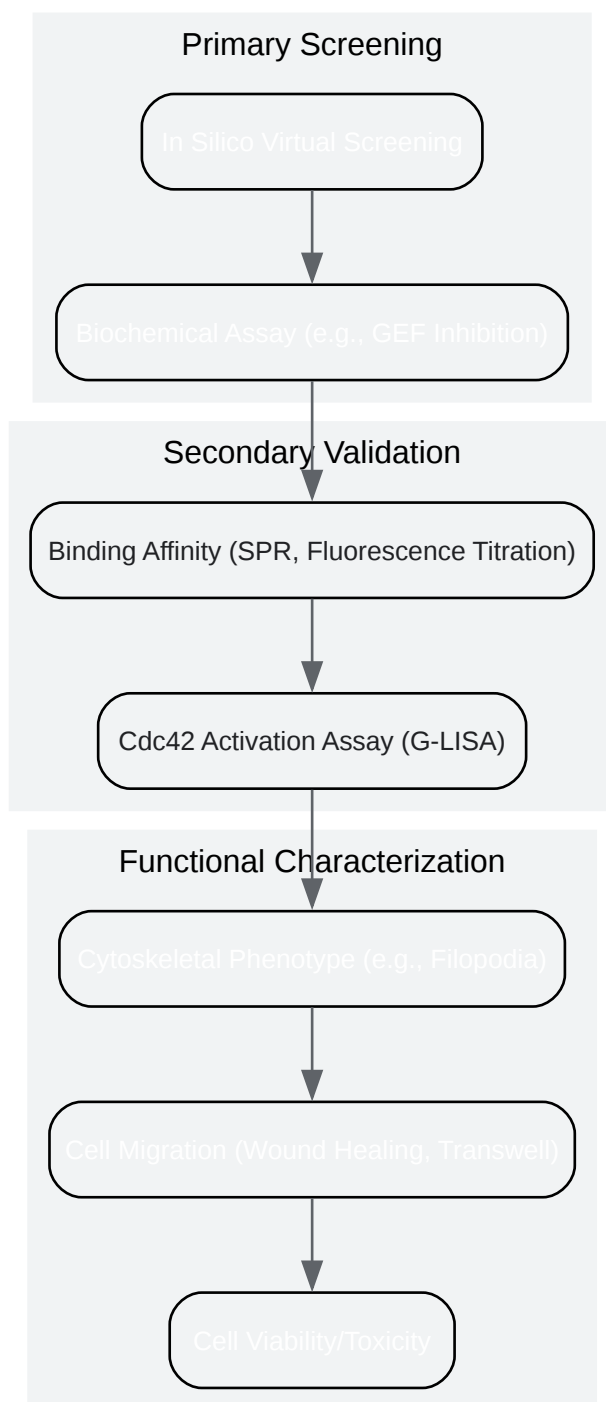 Primary Screening
In Silico Virtual Screening
Biochemical Assay (e.g., GEF Inhibition)
Secondary Validation
Binding Affinity (SPR, Fluorescence Titration)
Cdc42 Activation Assay (G-LISA)
Functional Characterization
Cytoskeletal Phenotype (e.g., Filopodia)
Cell Migration (Wound Healing, Transwell)
Cell Viability/Toxicity